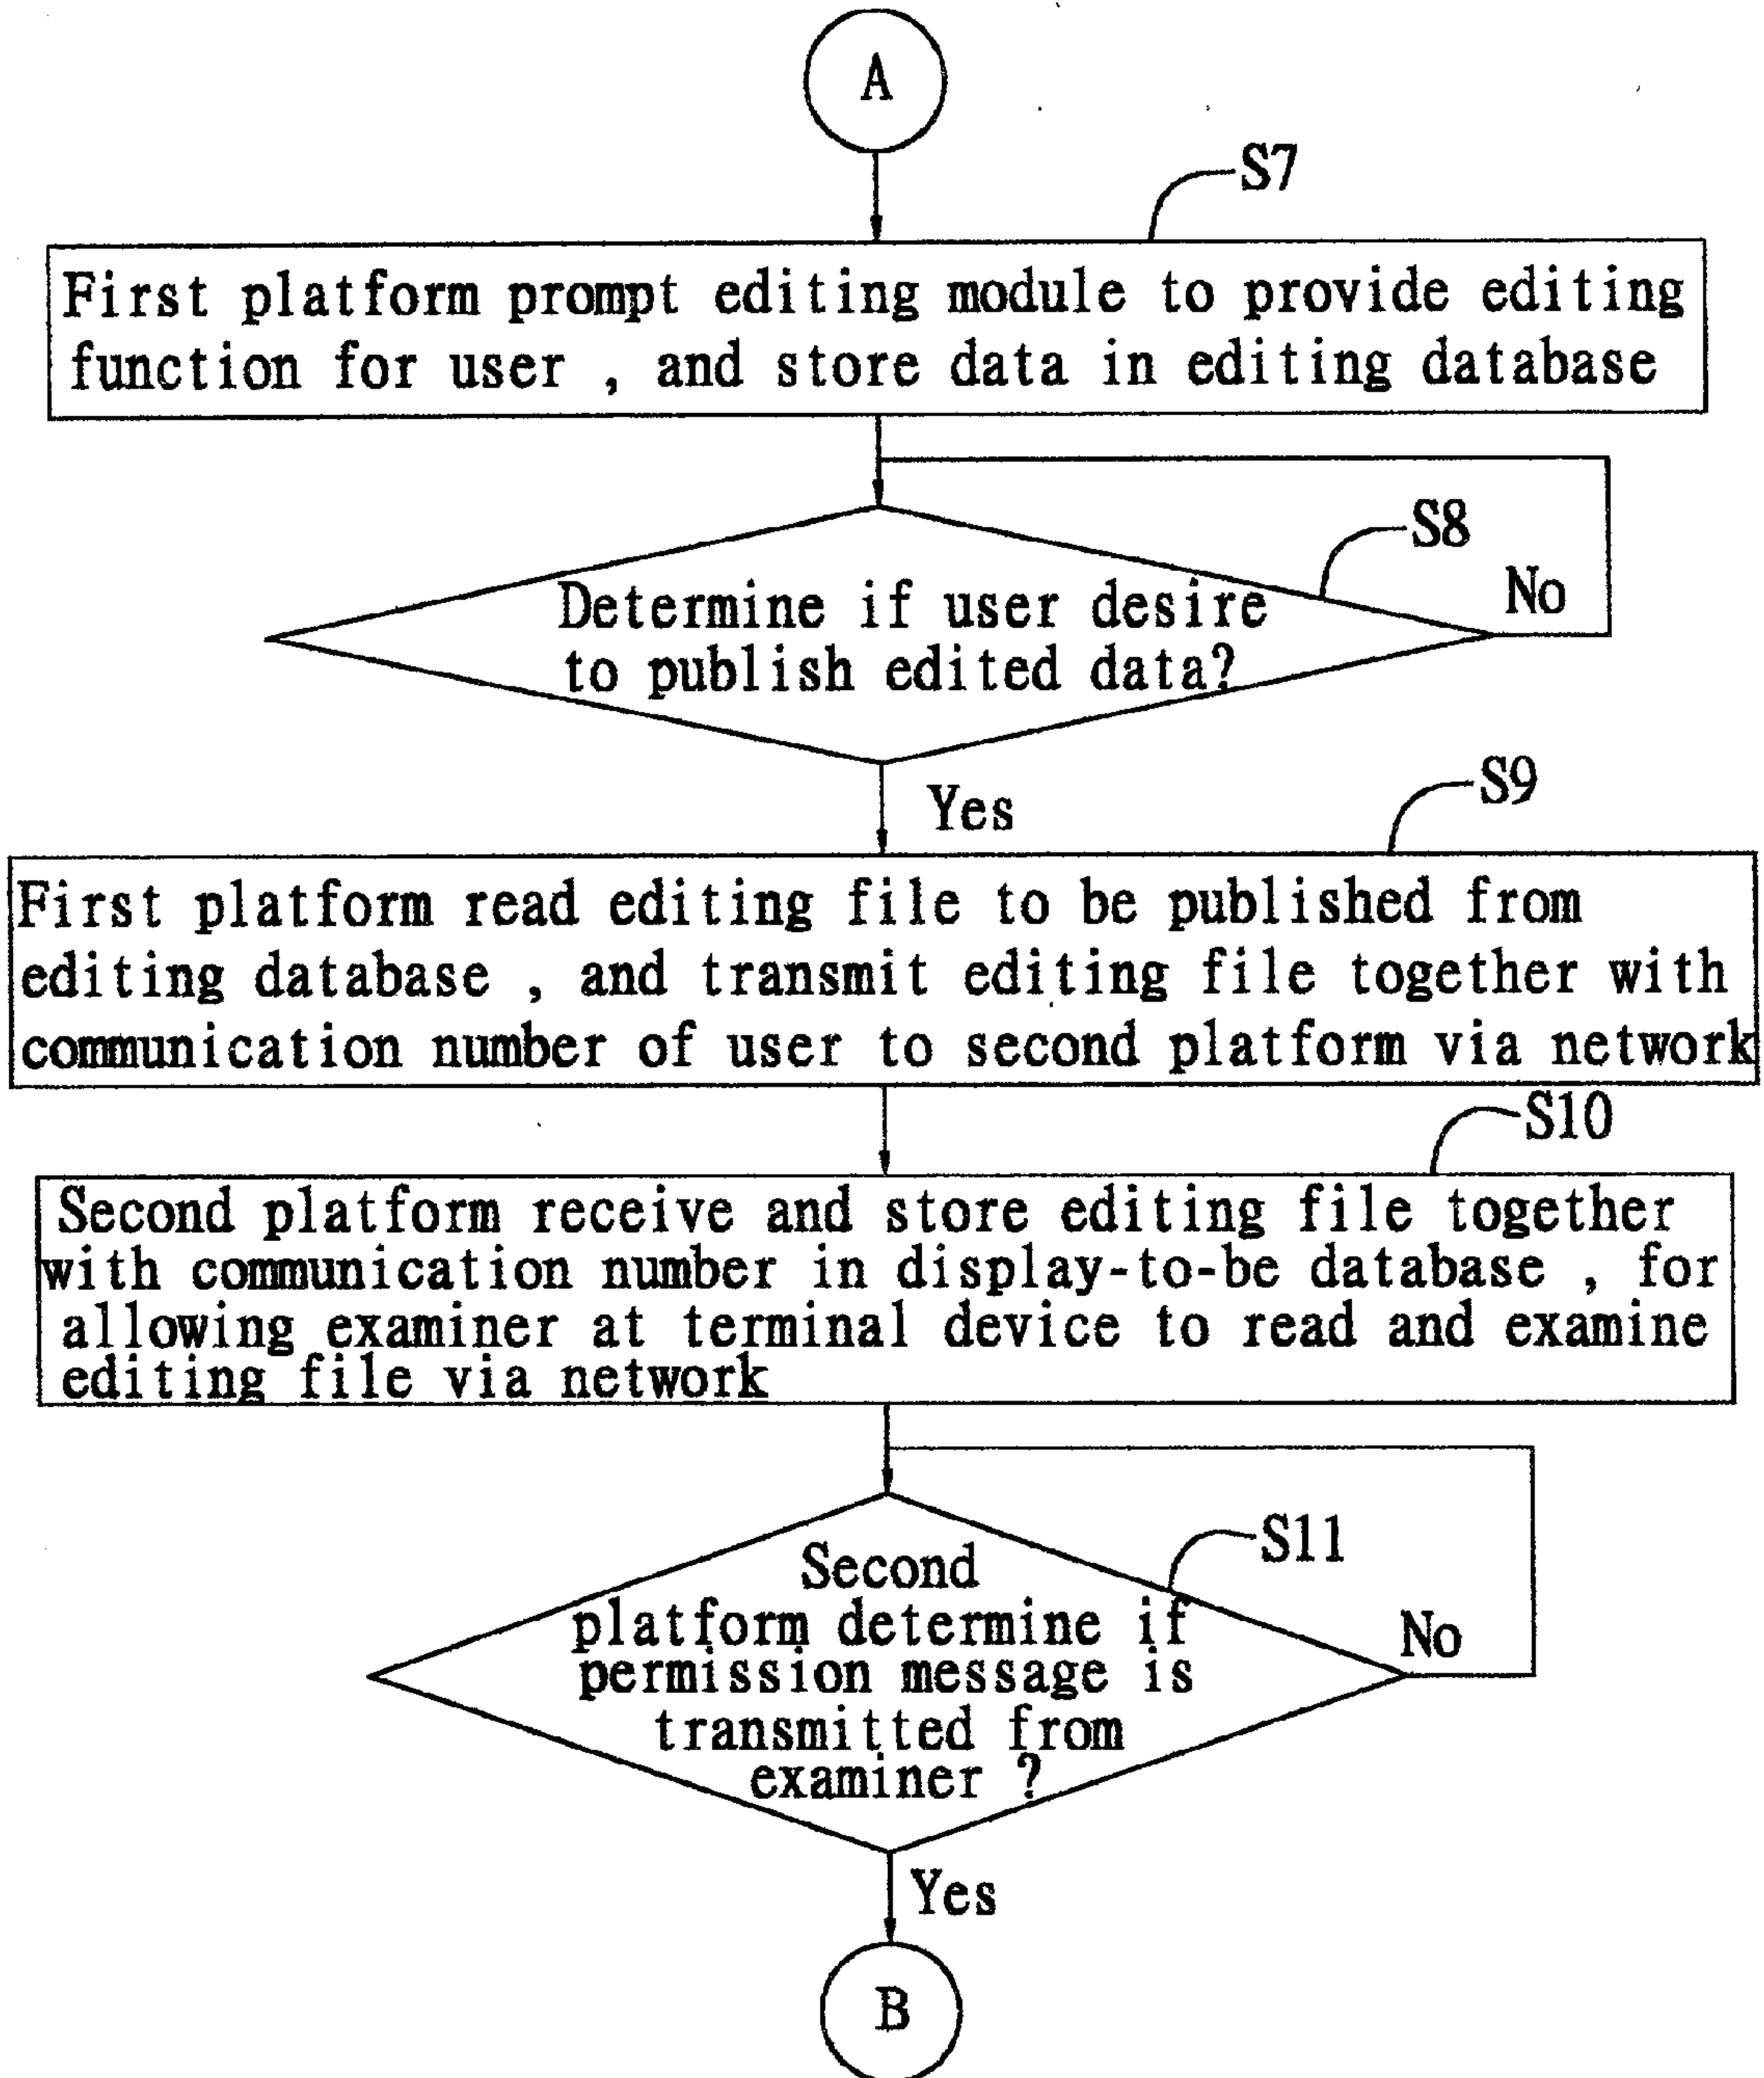 A
S7
First platform prompt editing module to provide editing
function for user , and store data in editing database
S8
Determine if user desire
to publish edited data?
No
Yes
S9
First platform read editing file to be published from
editing database , and transmit editing file together with
communication number of user to second platform via network
S10
Second platform receive and store editing file together
with communication number in display-to-be database , for
allowing examiner at terminal device to read and examine
editing file via network
S11
Second
platform determine if
permission message is
transmitted from
examiner ?
No
Yes
B